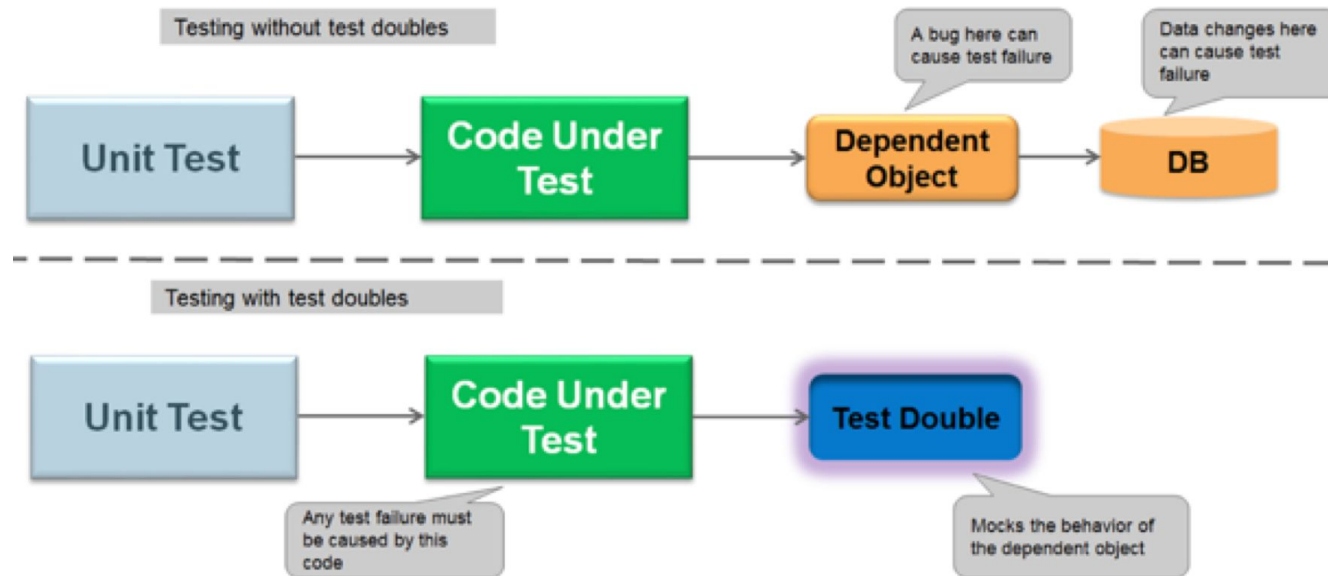 Testing without test doubles
A bug here can
cause test failure
Data changes here
can cause test
failure
Unit Test
Code Under
Test
Dependent
Object
DB
Testing with test doubles
Unit Test
Code Under
Test
Test Double
Any test failure must
be caused by this
code
Mocks the behavior of
the dependent object